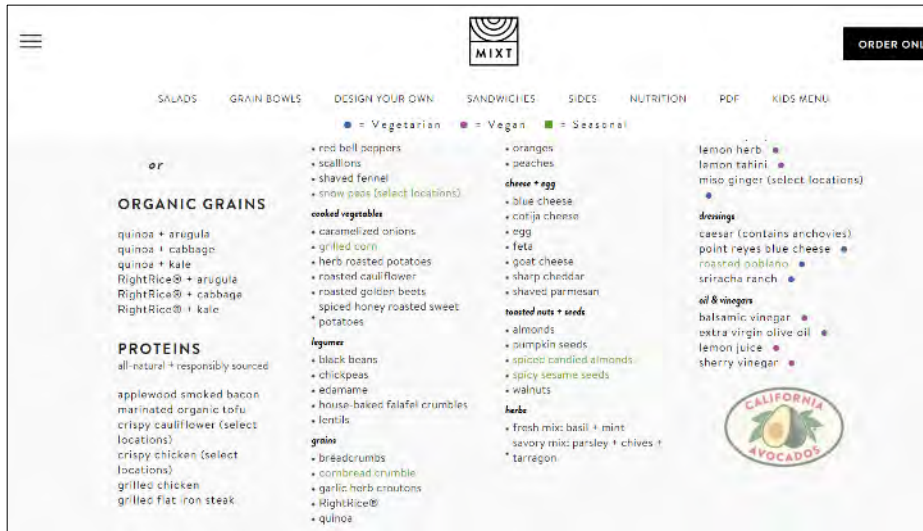 MIXT
ORDER ONL
SALADS
GRAIN BOWLS
DESIGN YOUR OWN
SANDWICHES
SIDES
NUTRITION
PDF
KIDS MENU
= Vegetarian
= Vegan
= Seasonal
or
ORGANIC GRAINS
quinoa + arugula
quinoa + cabbage
quinoa + kale
RightRice® + arugula
RightRice® + cabbage
RightRice® + kale
PROTEINS
all-natural + responsibly sourced
applewood smoked bacon
marinated organic tofu
crispy cauliflower (select
locations)
crispy chicken (select
locations)
grilled chicken
grilled flat iron steak
• red bell peppers
• scallions
• shaved fennel
• snow peas (select locations)
cooked vegetables
• caramelized onions
• grilled corn
• herb roasted potatoes
• roasted cauliflower
• roasted golden beets
spiced honey roasted sweet
• potatoes
legumes
• black beans
• chickpeas
• edamame
• house-baked falafel crumbles
• lentils
grains
• breadcrumbs
• cornbread crumble
• garlic herb croutons
• RightRice®
• quinoa
• oranges
• peaches
cheese + egg
• blue cheese
• cotija cheese
• egg
• feta
• goat cheese
• sharp cheddar
• shaved parmesan
toasted nuts + seeds
• almonds
• pumpkin seeds
• spiced candied almonds
• spicy sesame seeds
• walnuts
herbs
• fresh mix: basil + mint
savory mix: parsley + chives +
• tarragon
lemon herb
lemon tahini
miso ginger (select locations)
dressings
caesar (contains anchovies)
point reyes blue cheese
roasted poblano
sriracha ranch
oil & vinegars
balsamic vinegar
extra virgin olive oil
lemon juice
sherry vinegar
CALIFORNIA
AVOCADOS